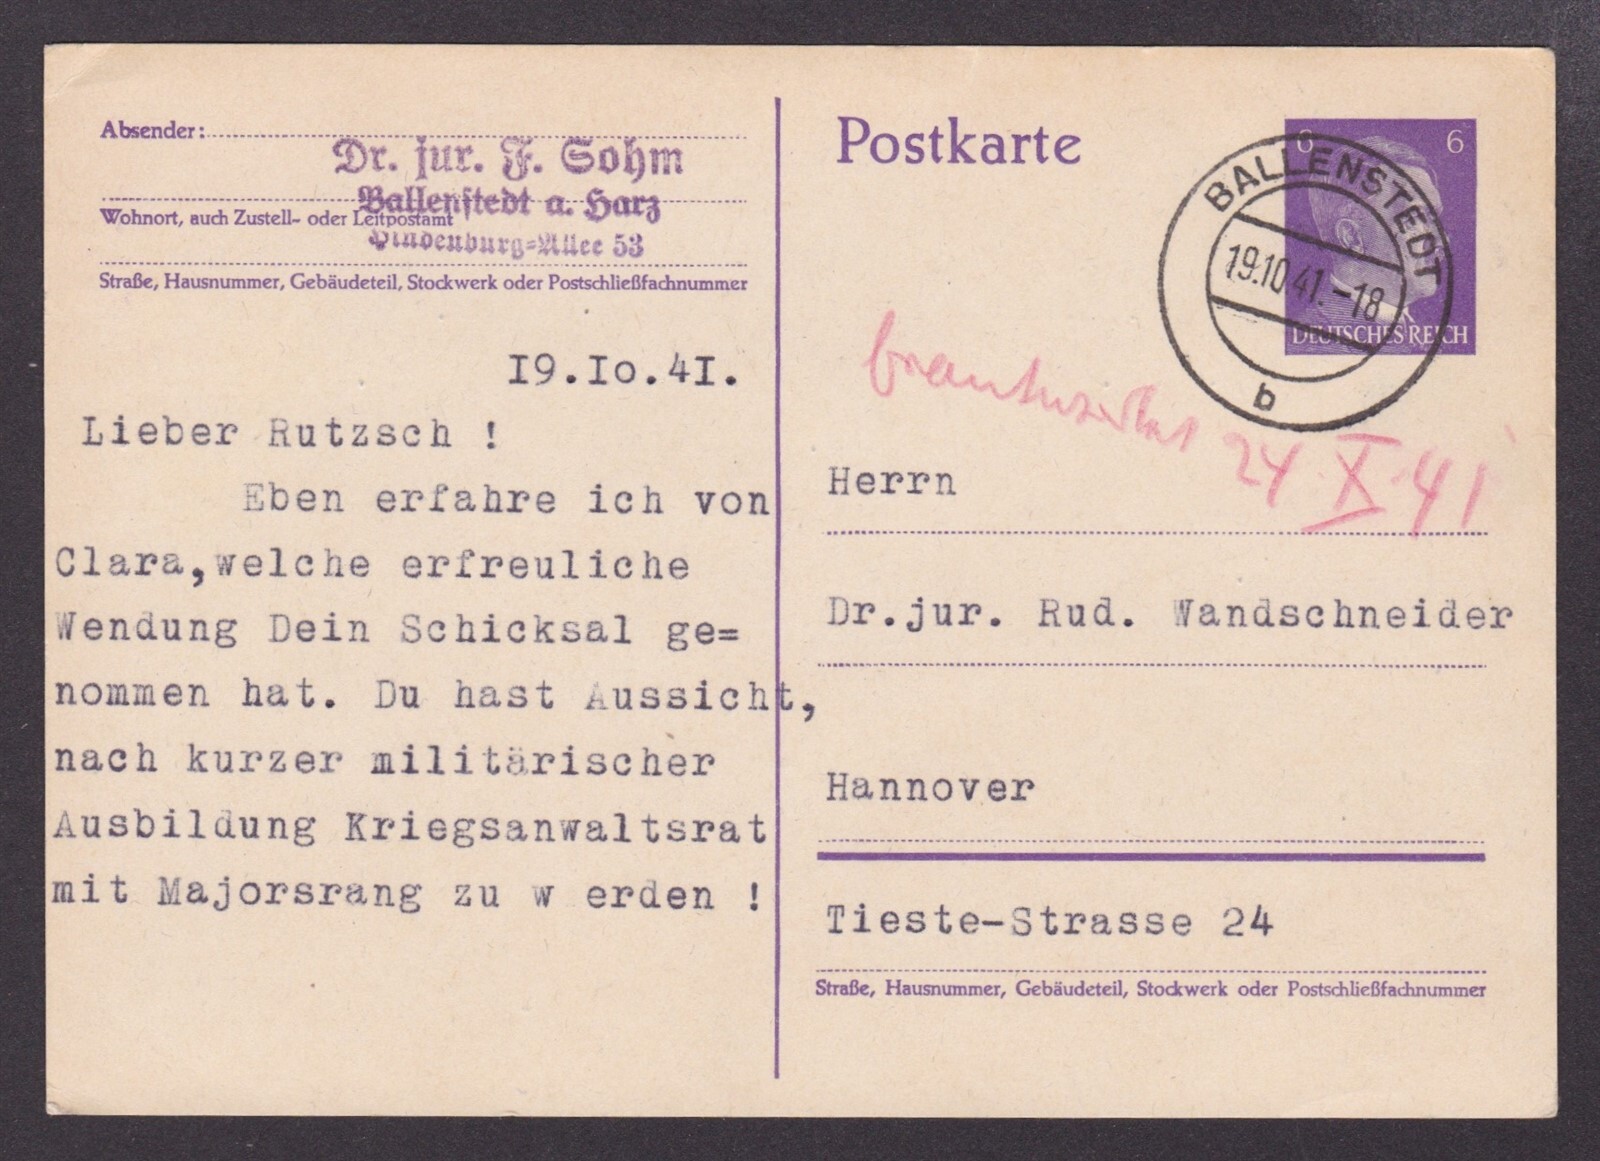 Absender:
Dr. jur. F. Sohm
Ballenstedt a. Harz
Wohnort, auch Zustell- oder Leitpostamt
Hindenburg=Allee 53
Straße, Hausnummer, Gebäudeteil, Stockwerk oder Postschließfachnummer
I9.Io.4I.
Lieber Rutzsch !
Eben erfahre ich von
Clara,welche erfreuliche
Wendung Dein Schicksal ge=
nommen hat. Du hast Aussicht,
nach kurzer militärischer
Ausbildung Kriegsanwaltsrat
mit Majorsrang zu w erden !
Postkarte
6 6
DEUTSCHES REICH
BALLENSTEDT
19.10.41.-18
b
beantwortet 24.X.41
Herrn
Dr.jur. Rud. Wandschneider
Hannover
Tieste-Strasse 24
Straße, Hausnummer, Gebäudeteil, Stockwerk oder Postschließfachnummer